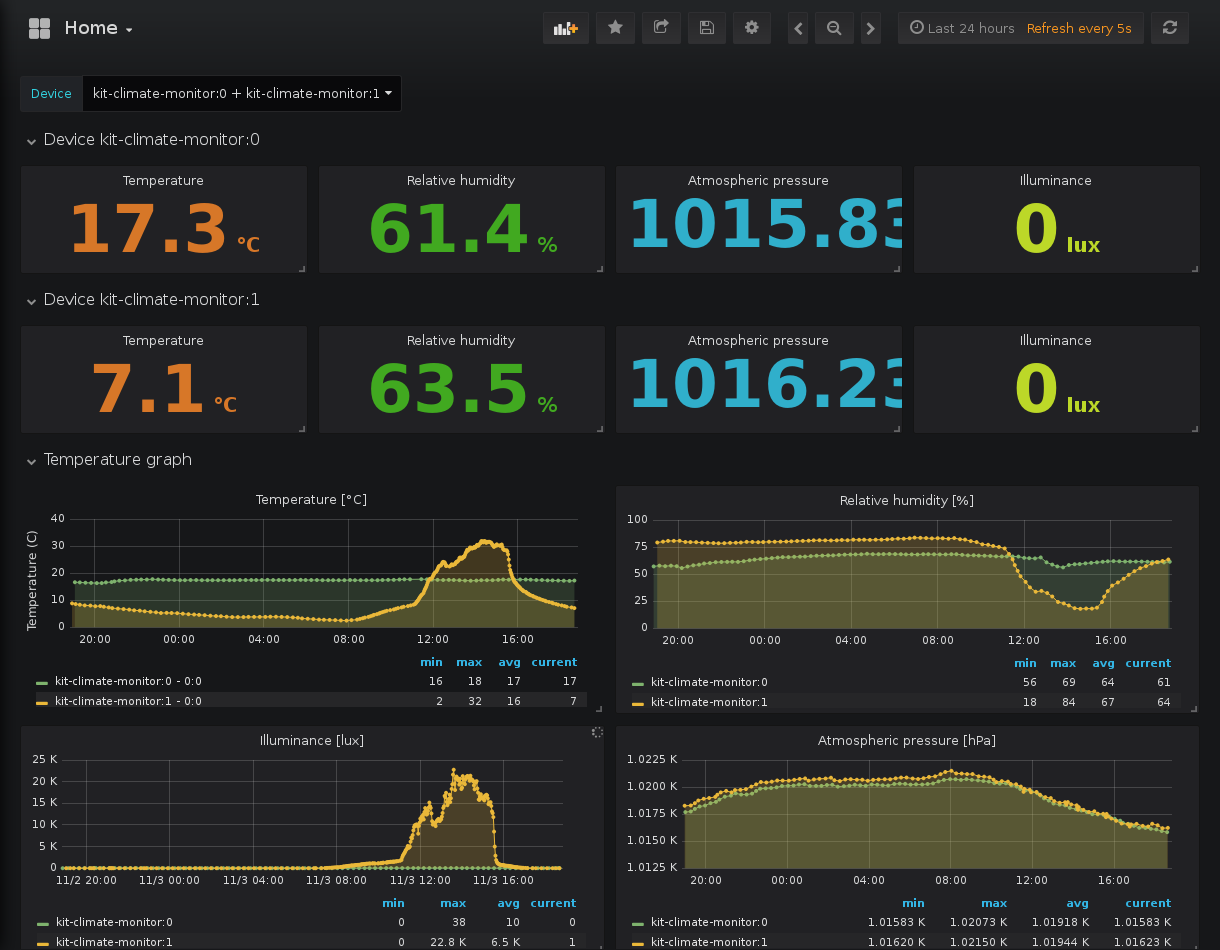 Home
Last 24 hours Refresh every 5s
Device kit-climate-monitor:0 + kit-climate-monitor:1
Device kit-climate-monitor:0
Temperature Relative humidity Atmospheric pressure Illuminance
17.3 °C 61.4 % 1015.83 0 lux
Device kit-climate-monitor:1
Temperature Relative humidity Atmospheric pressure Illuminance
7.1 °C 63.5 % 1016.23 0 lux
Temperature graph
Temperature [°C]
Temperature (C)
40
30
20
10
0
20:00 00:00 04:00 08:00 12:00 16:00
min max avg current
kit-climate-monitor:0 - 0:0 16 18 17 17
kit-climate-monitor:1 - 0:0 2 32 16 7
Relative humidity [%]
100
75
50
25
0
20:00 00:00 04:00 08:00 12:00 16:00
min max avg current
kit-climate-monitor:0 56 69 64 61
kit-climate-monitor:1 18 84 67 64
Illuminance [lux]
25 K
20 K
15 K
10 K
5 K
0
11/2 20:00 11/3 00:00 11/3 04:00 11/3 08:00 11/3 12:00 11/3 16:00
min max avg current
kit-climate-monitor:0 0 38 10 0
kit-climate-monitor:1 0 22.8 K 6.5 K 1
Atmospheric pressure [hPa]
1.0225 K
1.0200 K
1.0175 K
1.0150 K
1.0125 K
20:00 00:00 04:00 08:00 12:00 16:00
min max avg current
kit-climate-monitor:0 1.01583 K 1.02073 K 1.01918 K 1.01583 K
kit-climate-monitor:1 1.01620 K 1.02150 K 1.01944 K 1.01623 K